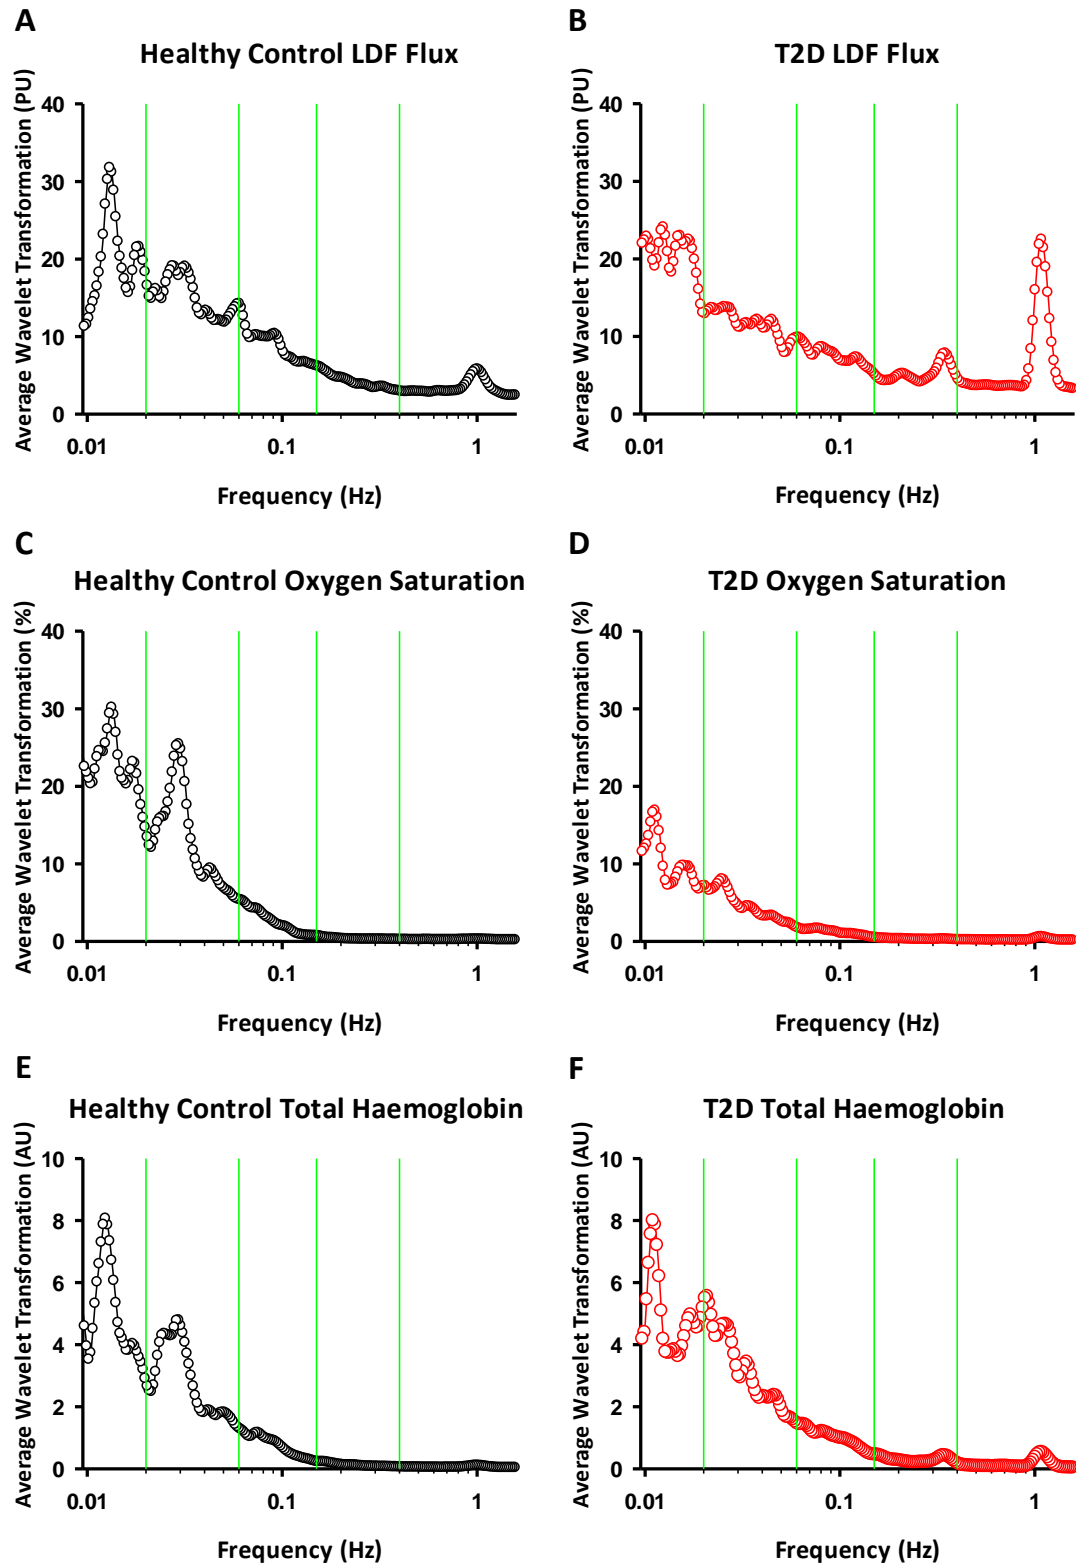 A
Healthy Control LDF Flux
Average Wavelet Transformation (PU)
40
30
20
10
0
0.01
0.1
1
Frequency (Hz)
B
T2D LDF Flux
Average Wavelet Transformation (PU)
40
30
20
10
0
0.01
0.1
1
Frequency (Hz)
C
Healthy Control Oxygen Saturation
Average Wavelet Transformation (%)
40
30
20
10
0
0.01
0.1
1
Frequency (Hz)
D
T2D Oxygen Saturation
Average Wavelet Transformation (%)
40
30
20
10
0
0.01
0.1
1
Frequency (Hz)
E
Healthy Control Total Haemoglobin
Average Wavelet Transformation (AU)
10
8
6
4
2
0
0.01
0.1
1
Frequency (Hz)
F
T2D Total Haemoglobin
Average Wavelet Transformation (AU)
10
8
6
4
2
0
0.01
0.1
1
Frequency (Hz)